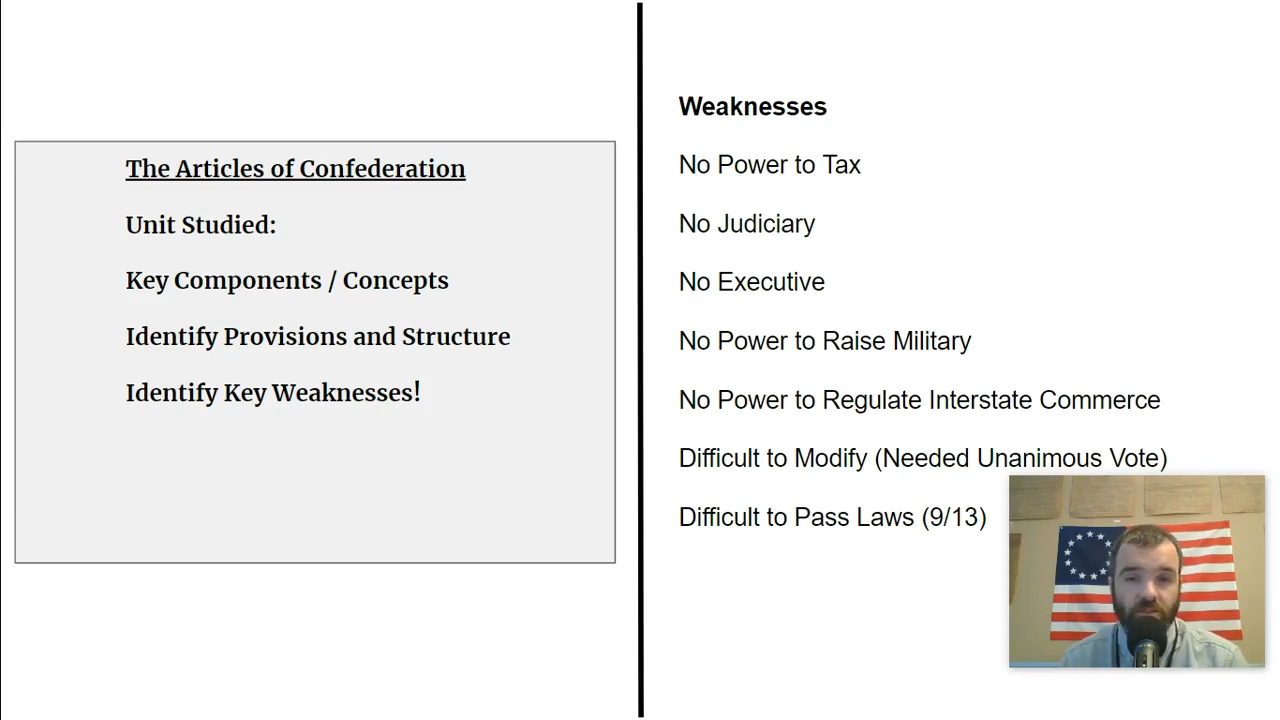 The Articles of Confederation
Unit Studied:
Key Components / Concepts
Identify Provisions and Structure
Identify Key Weaknesses!
Weaknesses
No Power to Tax
No Judiciary
No Executive
No Power to Raise Military
No Power to Regulate Interstate Commerce
Difficult to Modify (Needed Unanimous Vote)
Difficult to Pass Laws (9/13)